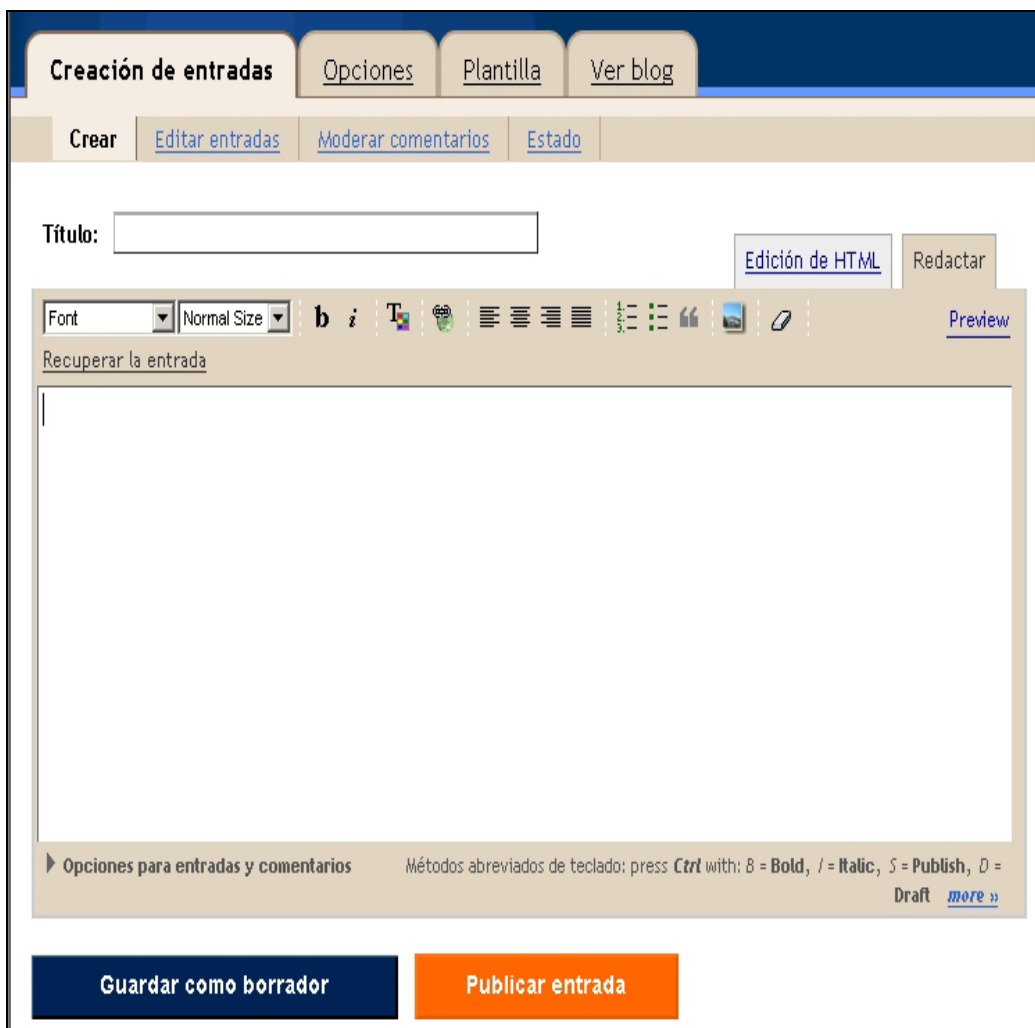 Creación de entradas Opciones Plantilla Ver blog
Crear Editar entradas Moderar comentarios Estado
Título:
Edición de HTML Redactar
Font Normal Size b i T Preview
Recuperar la entrada
Opciones para entradas y comentarios Métodos abreviados de teclado: press Ctrl with: B = Bold, I = Italic, S = Publish, D =
Draft more »
Guardar como borrador Publicar entrada